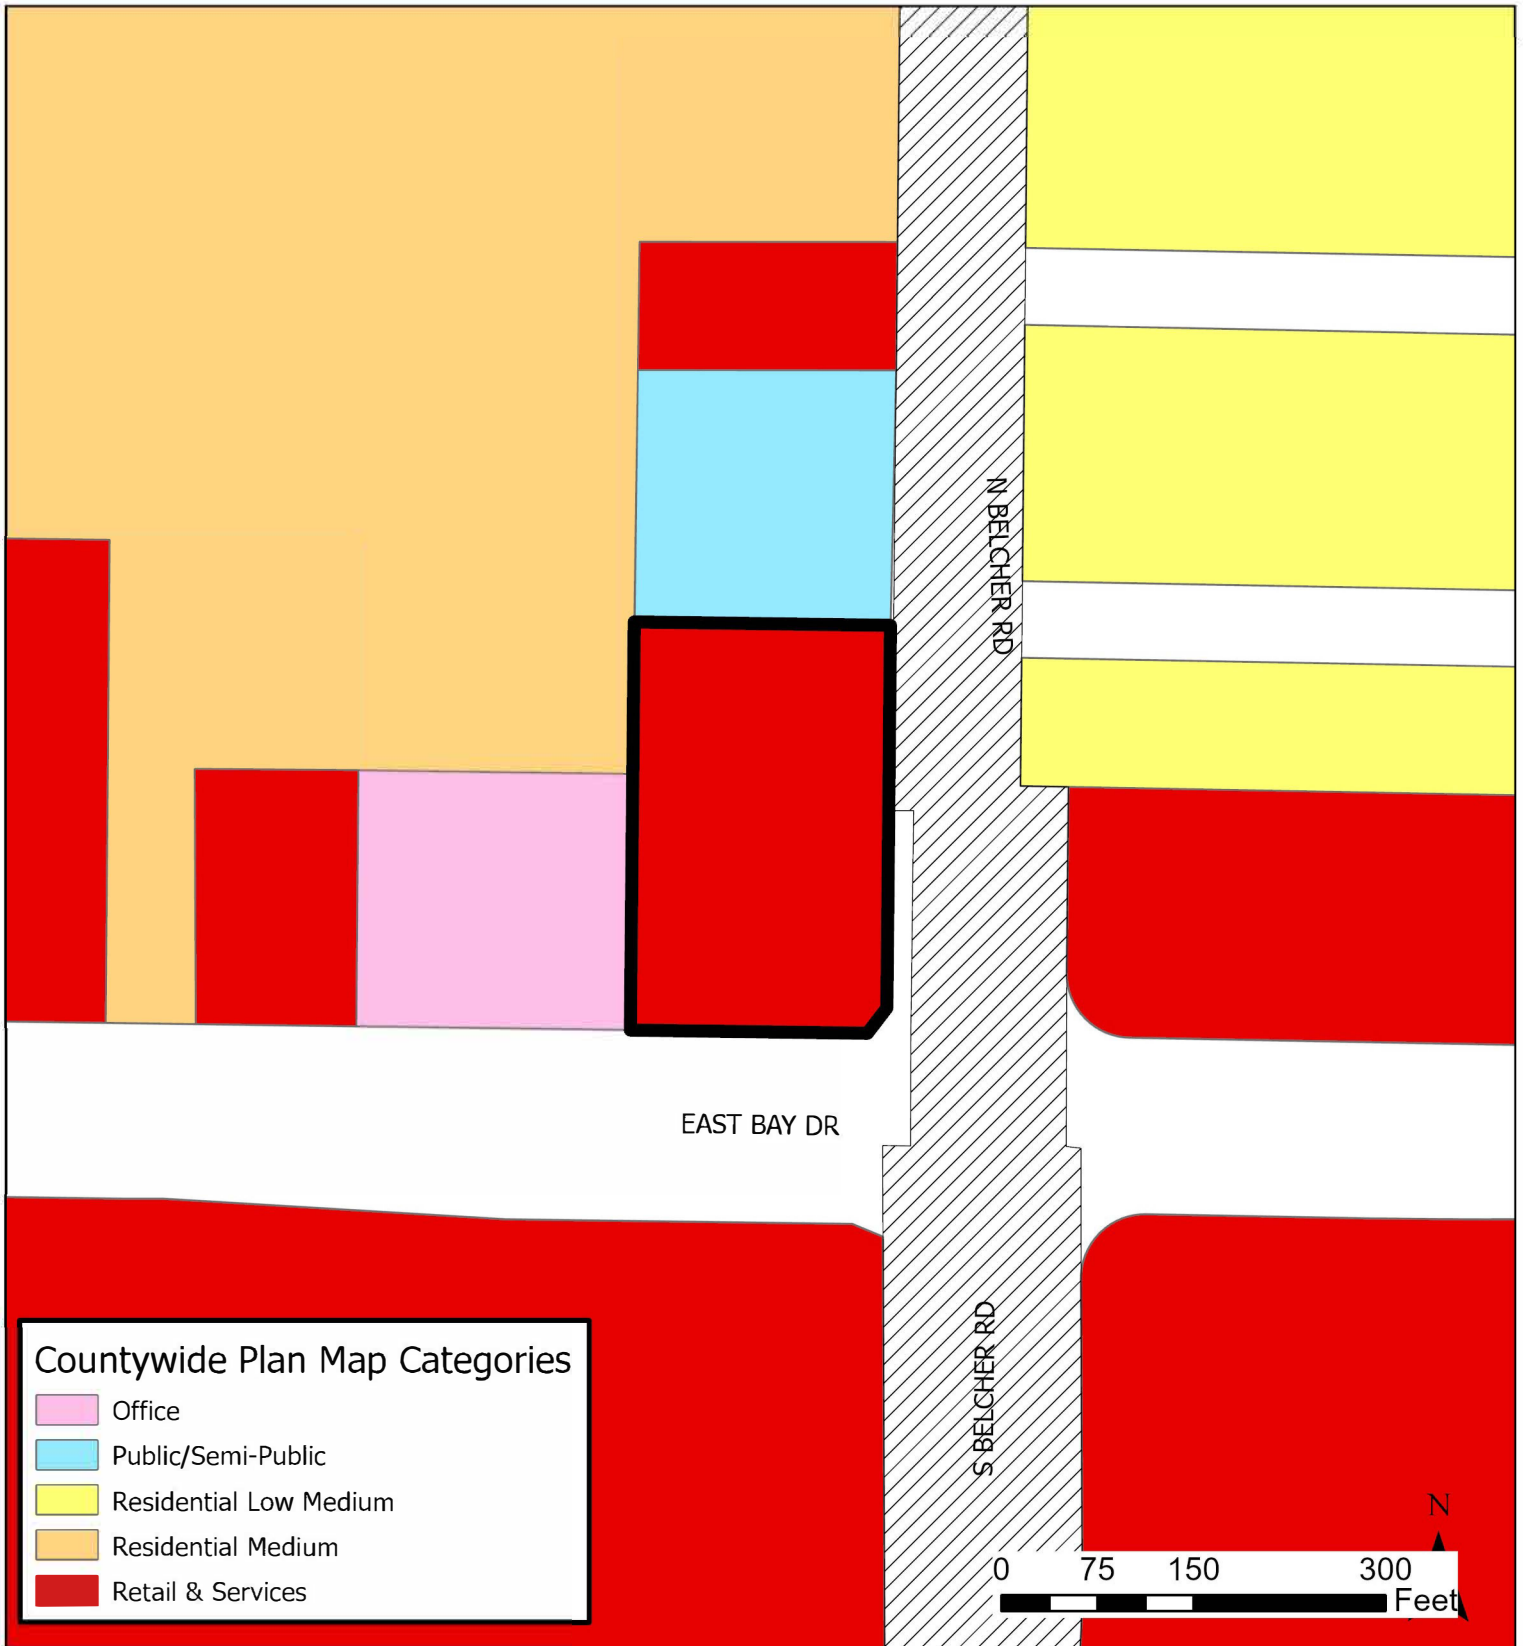 N BELCHER RD
EAST BAY DR
S BELCHER RD
Countywide Plan Map Categories
Office
Public/Semi-Public
Residential Low Medium
Residential Medium
Retail & Services
N
0 75 150 300
Feet